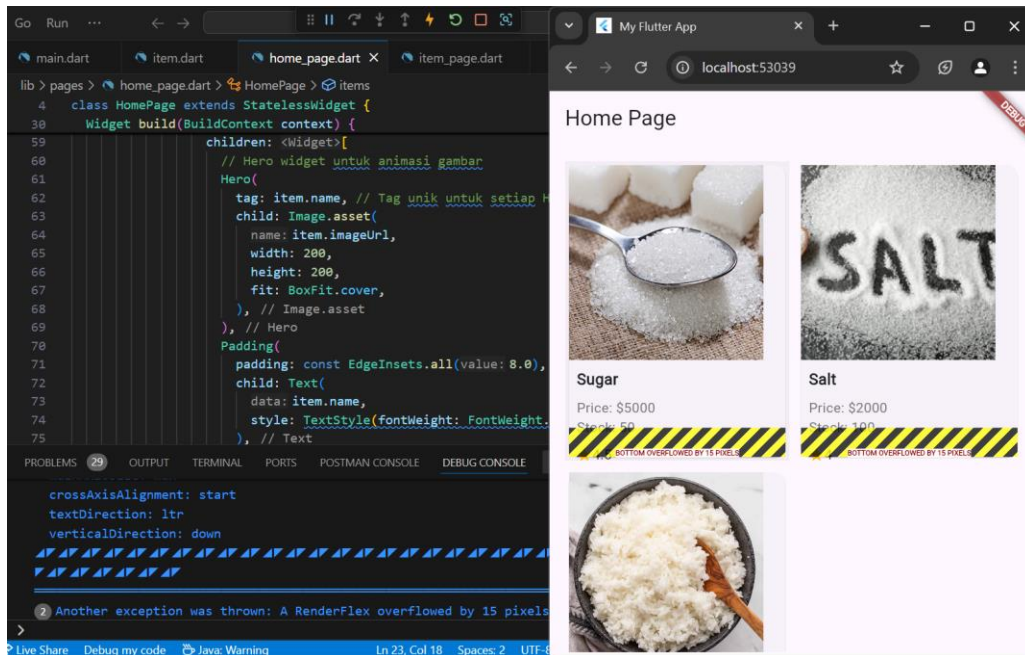 Go Run ...
main.dart item.dart home_page.dart item_page.dart
lib > pages > home_page.dart > HomePage > items
4 class HomePage extends StatelessWidget {
30 Widget build(BuildContext context) {
59 children: <Widget>[
60 // Hero widget untuk animasi gambar
61 Hero(
62 tag: item.name, // Tag unik untuk setiap H
63 child: Image.asset(
64 name: item.imageUrl,
65 width: 200,
66 height: 200,
67 fit: BoxFit.cover,
68 ), // Image.asset
69 ), // Hero
70 Padding(
71 padding: const EdgeInsets.all(value: 8.0),
72 child: Text(
73 data: item.name,
74 style: TextStyle(fontWeight: FontWeight.
75 ), // Text
PROBLEMS 29 OUTPUT TERMINAL PORTS POSTMAN CONSOLE DEBUG CONSOLE
crossAxisAlignment: start
textDirection: ltr
verticalDirection: down
2 Another exception was thrown: A RenderFlex overflowed by 15 pixels
>
Live Share Debug my code Java: Warning Ln 23, Col 18 Spaces: 2 UTF-8
My Flutter App
localhost:53039
DEBUG
Home Page
SALT
Sugar
Price: $5000
Stock: 50
BOTTOM OVERFLOWED BY 15 PIXELS
Salt
Price: $2000
Stock: 100
BOTTOM OVERFLOWED BY 15 PIXELS